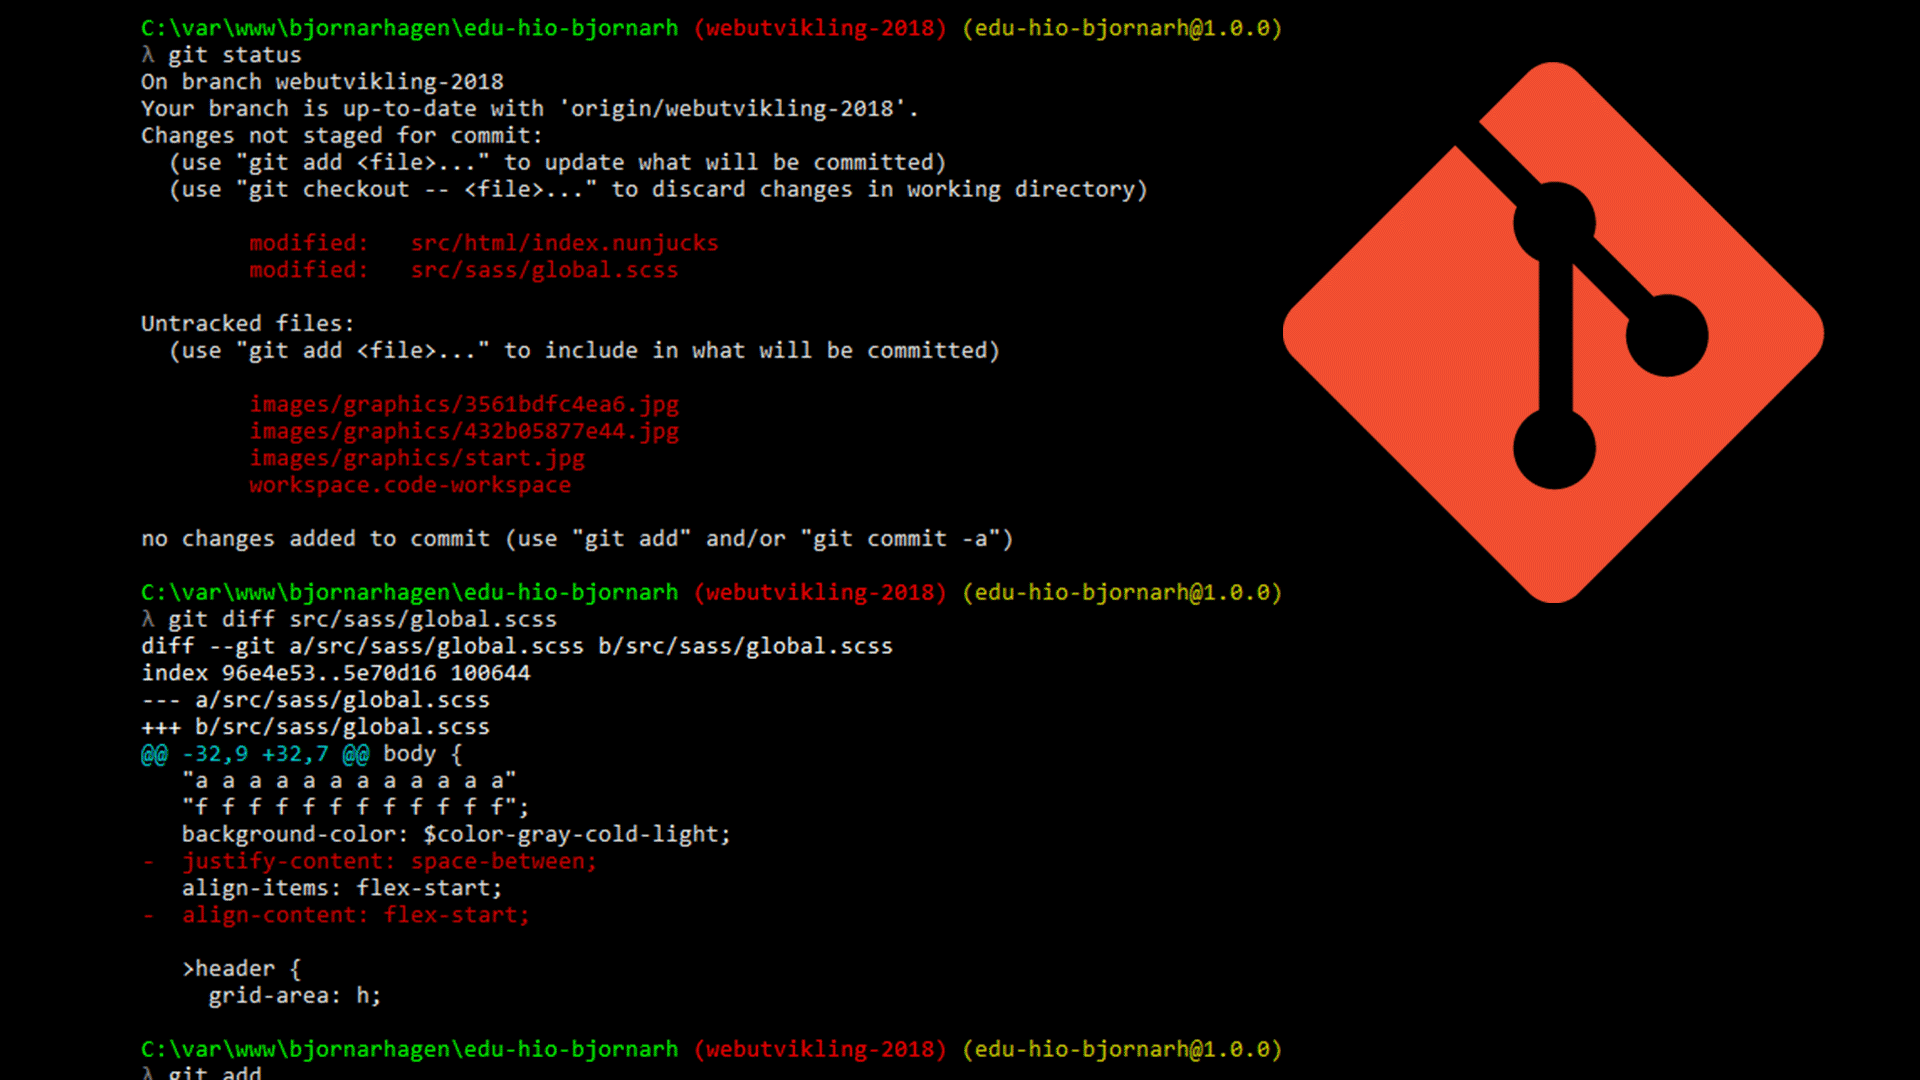 C:\var\www\bjornarhagen\edu-hio-bjornarh (webutvikling-2018) (edu-hio-bjornarh@1.0.0)
λ git status
On branch webutvikling-2018
Your branch is up-to-date with 'origin/webutvikling-2018'.
Changes not staged for commit:
  (use "git add <file>..." to update what will be committed)
  (use "git checkout -- <file>..." to discard changes in working directory)
        modified:   src/html/index.nunjucks
        modified:   src/sass/global.scss
Untracked files:
  (use "git add <file>..." to include in what will be committed)
        images/graphics/3561bdfc4ea6.jpg
        images/graphics/432b05877e44.jpg
        images/graphics/start.jpg
        workspace.code-workspace
no changes added to commit (use "git add" and/or "git commit -a")
C:\var\www\bjornarhagen\edu-hio-bjornarh (webutvikling-2018) (edu-hio-bjornarh@1.0.0)
λ git diff src/sass/global.scss
diff --git a/src/sass/global.scss b/src/sass/global.scss
index 96e4e53..5e70d16 100644
--- a/src/sass/global.scss
+++ b/src/sass/global.scss
@@ -32,9 +32,7 @@ body {
   "a a a a a a a a a a a a"
   "f f f f f f f f f f f f";
   background-color: $color-gray-cold-light;
-  justify-content: space-between;
   align-items: flex-start;
-  align-content: flex-start;
   >header {
     grid-area: h;
C:\var\www\bjornarhagen\edu-hio-bjornarh (webutvikling-2018) (edu-hio-bjornarh@1.0.0)
λ git add